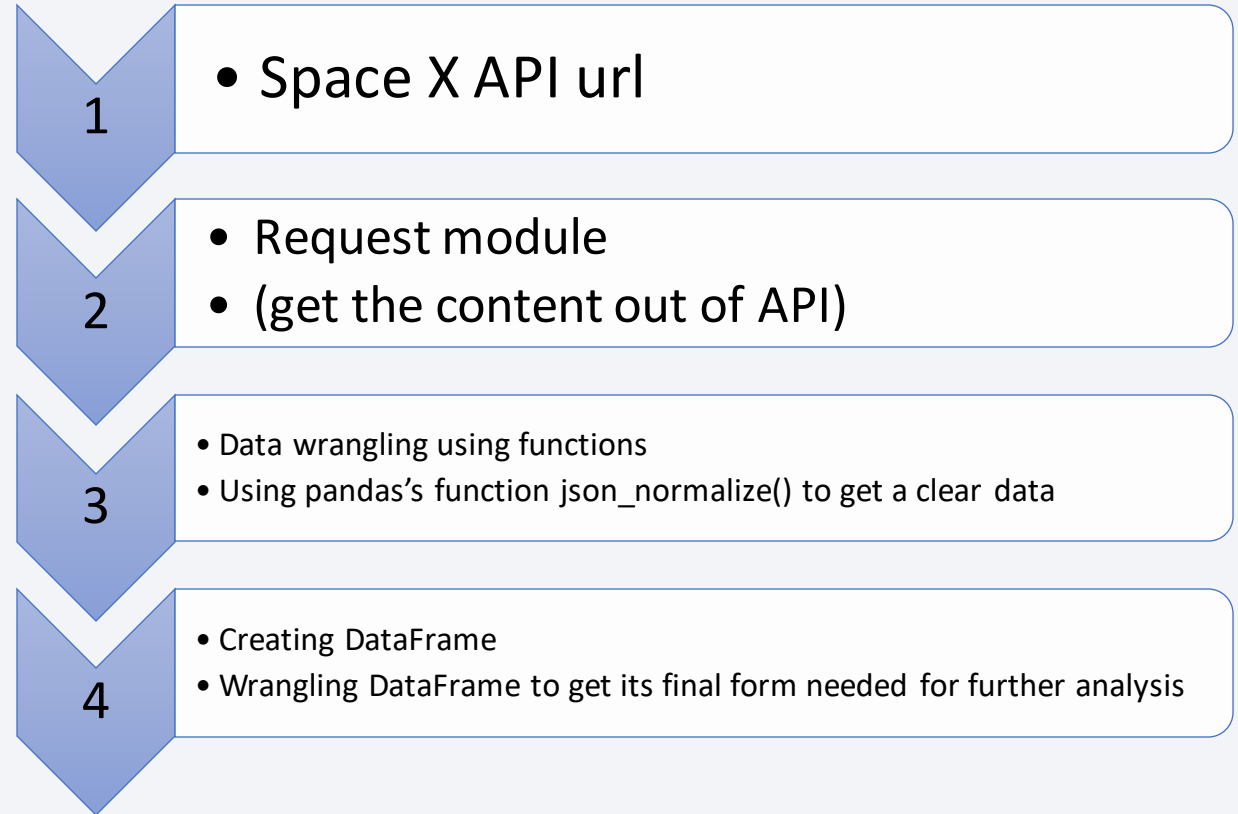 1
• Space X API url
2
• Request module
• (get the content out of API)
3
• Data wrangling using functions
• Using pandas’s function json_normalize() to get a clear data
4
• Creating DataFrame
• Wrangling DataFrame to get its final form needed for further analysis